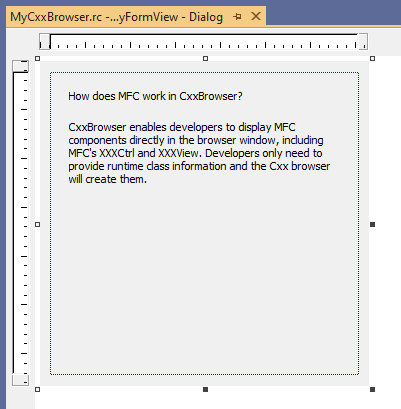 MyCxxBrowser.rc -...yFormView - Dialog
How does MFC work in CxxBrowser?
CxxBrowser enables developers to display MFC
components directly in the browser window, including
MFC's XXXCtrl and XXXView. Developers only need to
provide runtime class information and the Cxx browser
will create them.